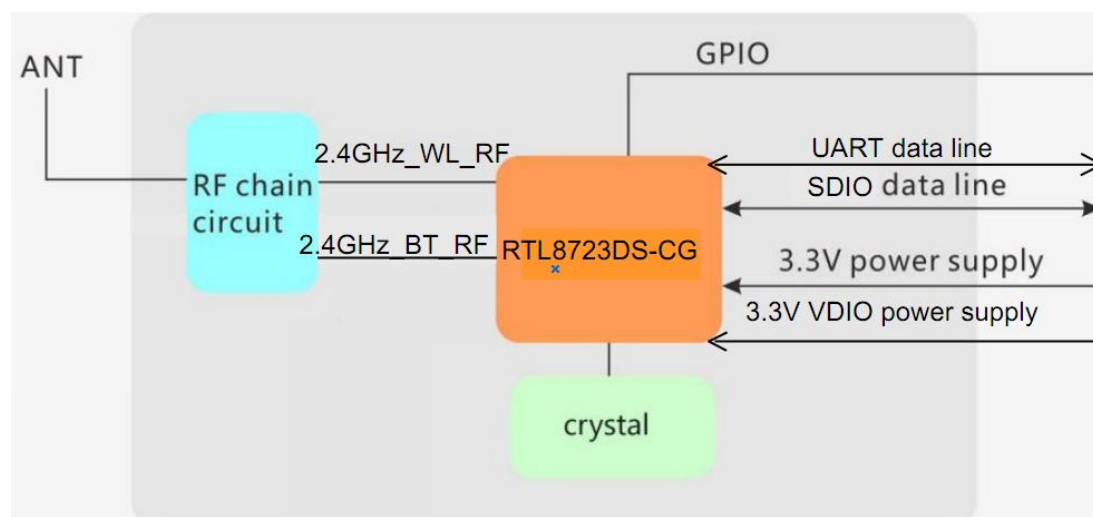 ANT
GPIO
2.4GHz_WL_RF
UART data line
RF chain
circuit
SDIO data line
2.4GHz_BT_RF
RTL8723DS-CG
3.3V power supply
3.3V VDIO power supply
crystal